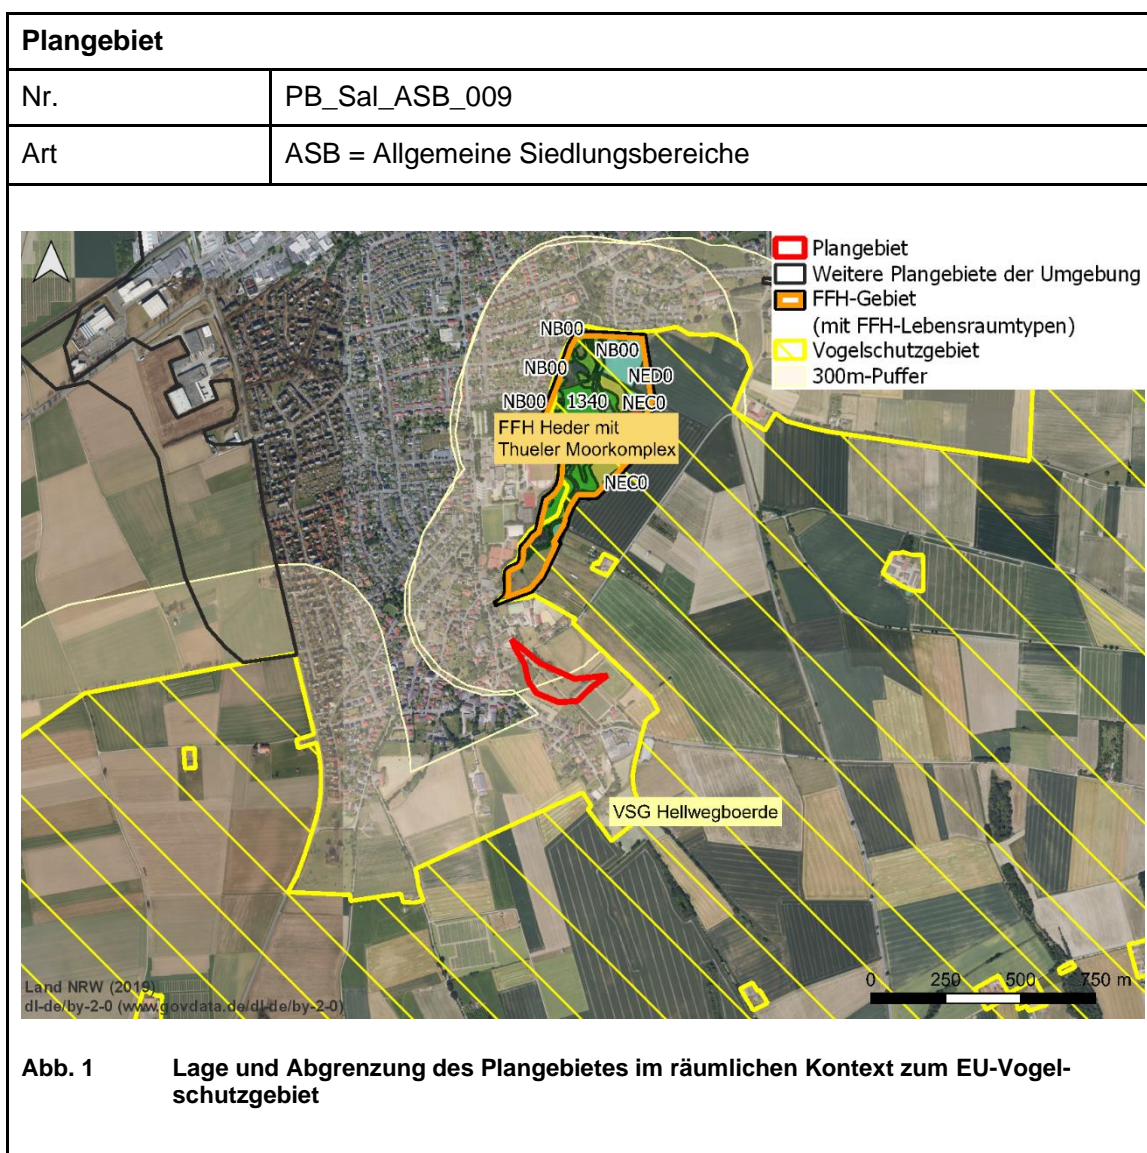 Plangebiet
Nr.
PB_Sal_ASB_009
Art
ASB = Allgemeine Siedlungsbereiche
Plangebiet
Weitere Plangebiete der Umgebung
FFH-Gebiet
(mit FFH-Lebensraumtypen)
Vogelschutzgebiet
300m-Puffer
NB00
NB00
NB00
NED0
NB00
1340
NEC0
FFH Heder mit
Thueler Moorkomplex
NEC0
VSG Hellwegboerde
Land NRW (2019)
dl-de/by-2-0 (www.govdata.de/dl-de/by-2-0)
0 250 500 750 m
Abb. 1 Lage und Abgrenzung des Plangebietes im räumlichen Kontext zum EU-Vogel-
schutzgebiet